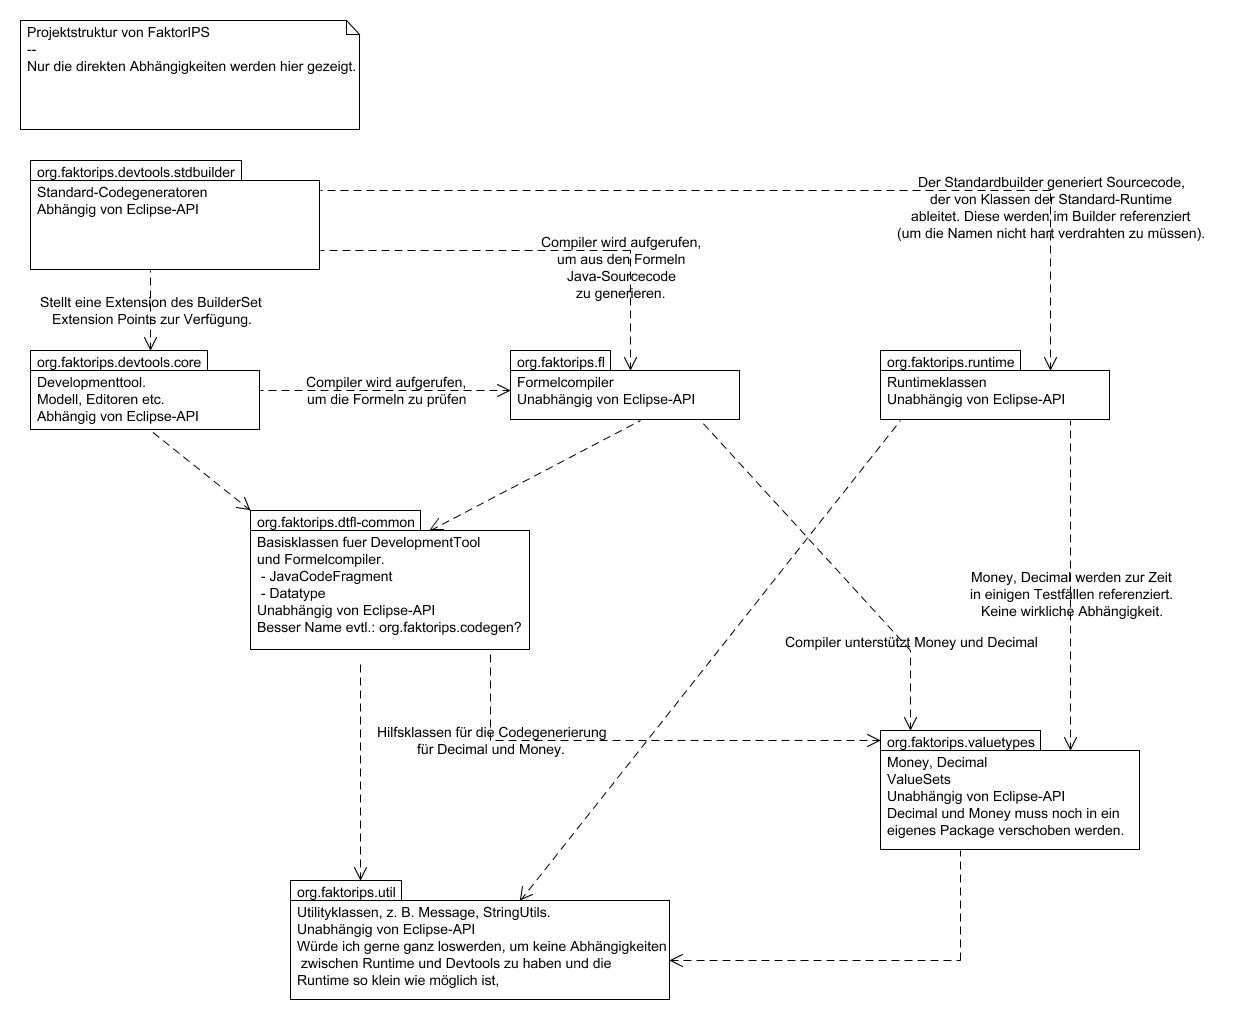 Projektstruktur von FaktorIPS
--
Nur die direkten Abhängigkeiten werden hier gezeigt.
org.faktorips.devtools.stdbuilder
Standard-Codegeneratoren
Abhängig von Eclipse-API
Der Standardbuilder generiert Sourcecode,
der von Klassen der Standard-Runtime
ableitet. Diese werden im Builder referenziert
(um die Namen nicht hart verdrahten zu müssen).
Compiler wird aufgerufen,
um aus den Formeln
Java-Sourcecode
zu generieren.
Stellt eine Extension des BuilderSet
Extension Points zur Verfügung.
org.faktorips.devtools.core
Developmenttool.
Modell, Editoren etc.
Abhängig von Eclipse-API
Compiler wird aufgerufen,
um die Formeln zu prüfen
org.faktorips.fl
Formelcompiler
Unabhängig von Eclipse-API
org.faktorips.runtime
Runtimeklassen
Unabhängig von Eclipse-API
org.faktorips.dtfl-common
Basisklassen fuer DevelopmentTool
und Formelcompiler.
- JavaCodeFragment
- Datatype
Unabhängig von Eclipse-API
Besser Name evtl.: org.faktorips.codegen?
Money, Decimal werden zur Zeit
in einigen Testfällen referenziert.
Keine wirkliche Abhängigkeit.
Compiler unterstützt Money und Decimal
Hilfsklassen für die Codegenerierung
für Decimal und Money.
org.faktorips.valuetypes
Money, Decimal
ValueSets
Unabhängig von Eclipse-API
Decimal und Money muss noch in ein
eigenes Package verschoben werden.
org.faktorips.util
Utilityklassen, z. B. Message, StringUtils.
Unabhängig von Eclipse-API
Würde ich gerne ganz loswerden, um keine Abhängigkeiten
zwischen Runtime und Devtools zu haben und die
Runtime so klein wie möglich ist,